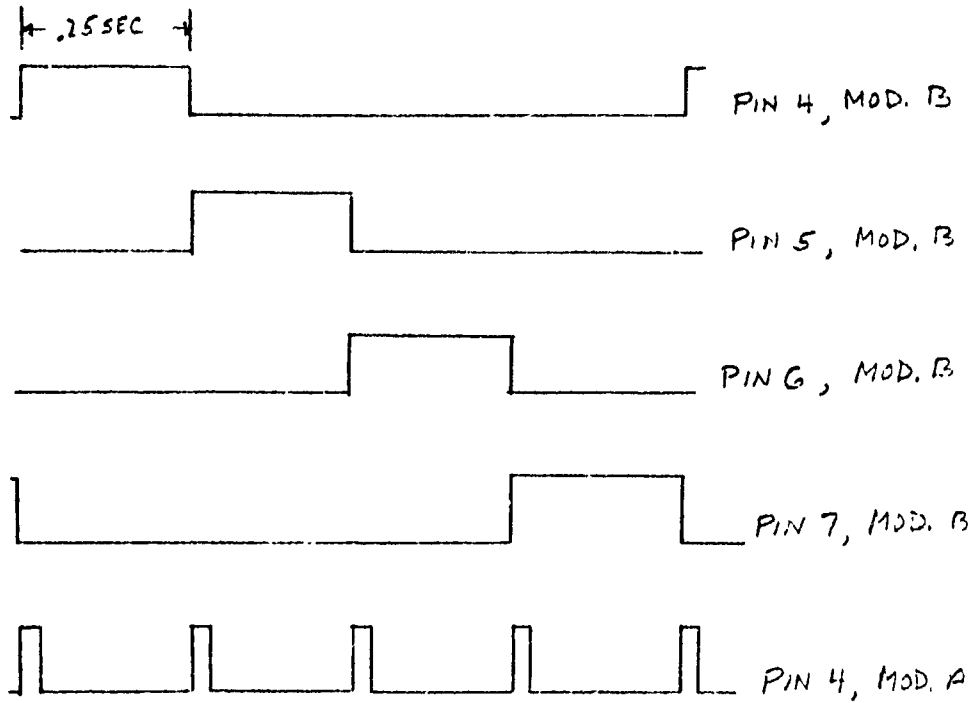 .25 SEC
PIN 4, MOD. B
PIN 5, MOD. B
PIN 6, MOD. B
PIN 7, MOD. B
PIN 4, MOD. A